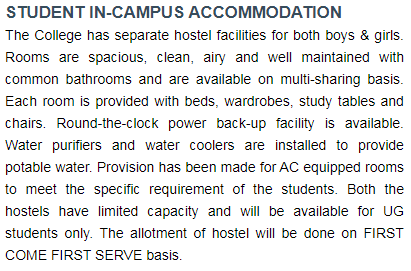 STUDENT IN-CAMPUS ACCOMMODATION
The College has separate hostel facilities for both boys & girls.
Rooms are spacious, clean, airy and well maintained with
common bathrooms and are available on multi-sharing basis.
Each room is provided with beds, wardrobes, study tables and
chairs. Round-the-clock power back-up facility is available.
Water purifiers and water coolers are installed to provide
potable water. Provision has been made for AC equipped rooms
to meet the specific requirement of the students. Both the
hostels have limited capacity and will be available for UG
students only. The allotment of hostel will be done on FIRST
COME FIRST SERVE basis.